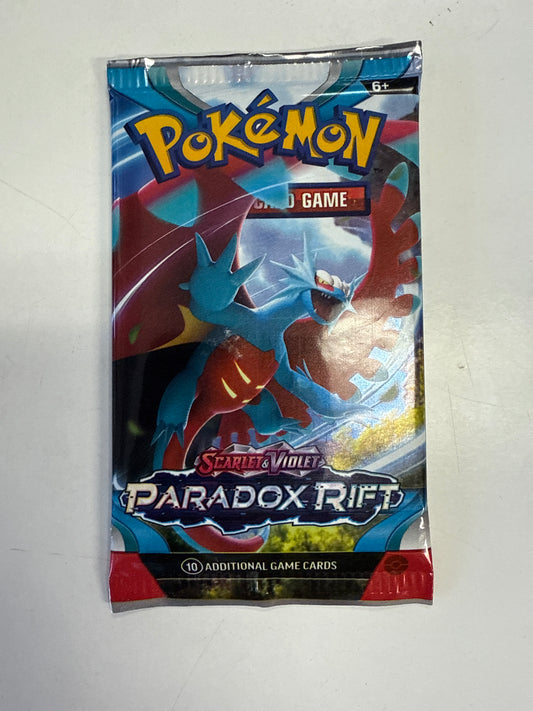 6+
POKéMON
CARD GAME
SCARLET & VIOLET
PARADOX RIFT
10 ADDITIONAL GAME CARDS